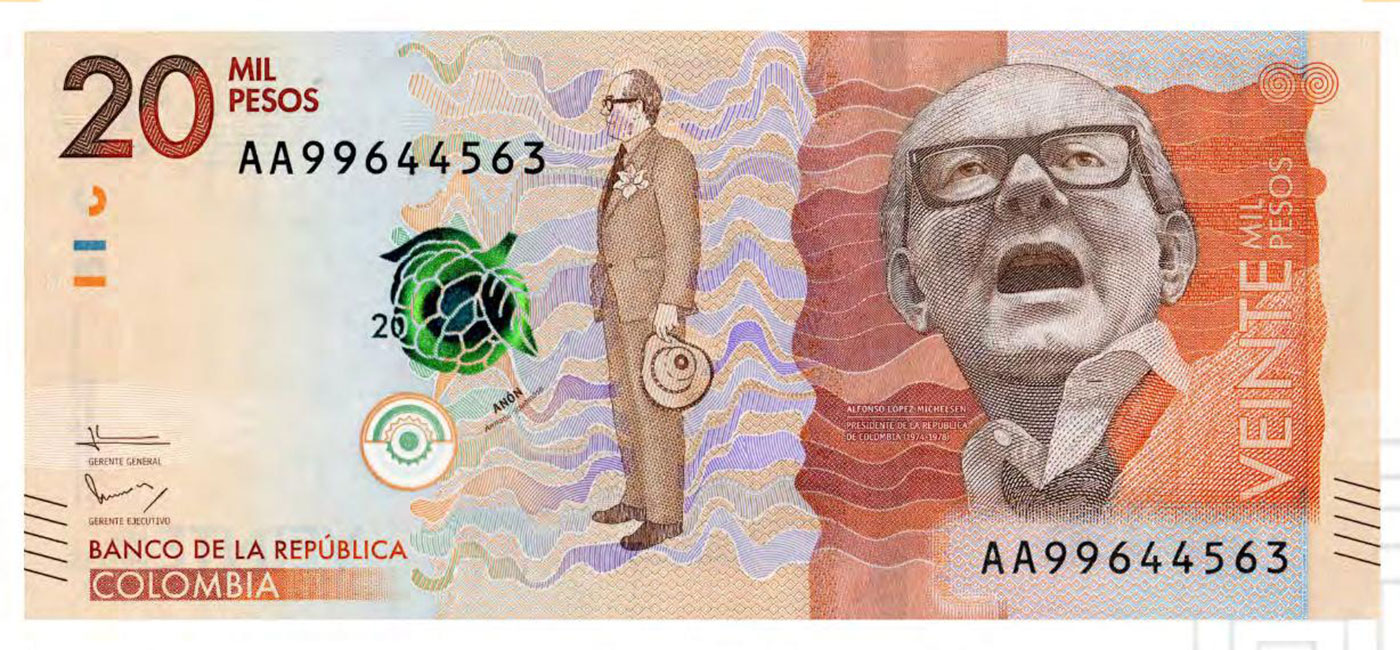 20 MIL
PESOS
AA99644563
20
ANÓN
GERENTE GENERAL
GERENTE EJECUTIVO
BANCO DE LA REPÚBLICA
COLOMBIA
ALFONSO LÓPEZ MICHELSEN
PRESIDENTE DE LA REPÚBLICA
DE COLOMBIA (1974-1978)
VEINTE MIL
PESOS
AA99644563